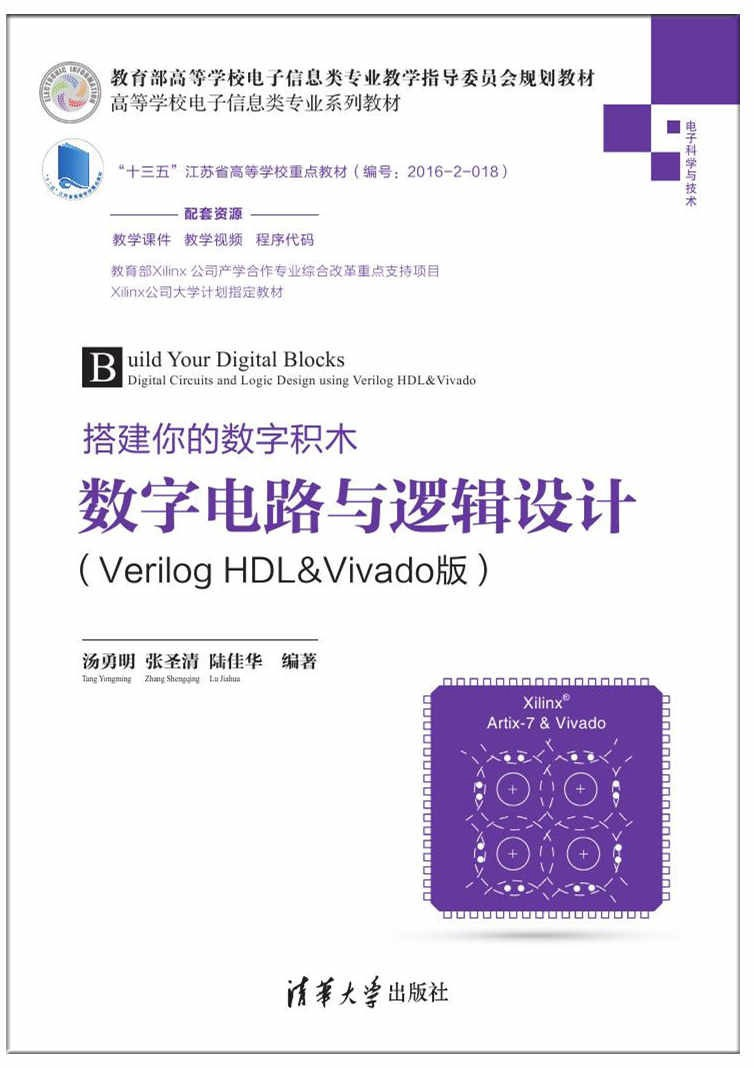 教育部高等学校电子信息类专业教学指导委员会规划教材
高等学校电子信息类专业系列教材
电子科学与技术
ELECTRONIC INFORMATION
“十三五”江苏省高等学校重点教材（编号：2016-2-018）
配套资源
教学课件 教学视频 程序代码
教育部Xilinx 公司产学合作专业综合改革重点支持项目
Xilinx公司大学计划指定教材
Build Your Digital Blocks
Digital Circuits and Logic Design using Verilog HDL&Vivado
搭建你的数字积木
数字电路与逻辑设计
（Verilog HDL&Vivado版）
汤勇明 张圣清 陆佳华 编著
Tang Yongming Zhang Shengqing Lu Jiahua
Xilinx®
Artix-7 & Vivado
清华大学出版社